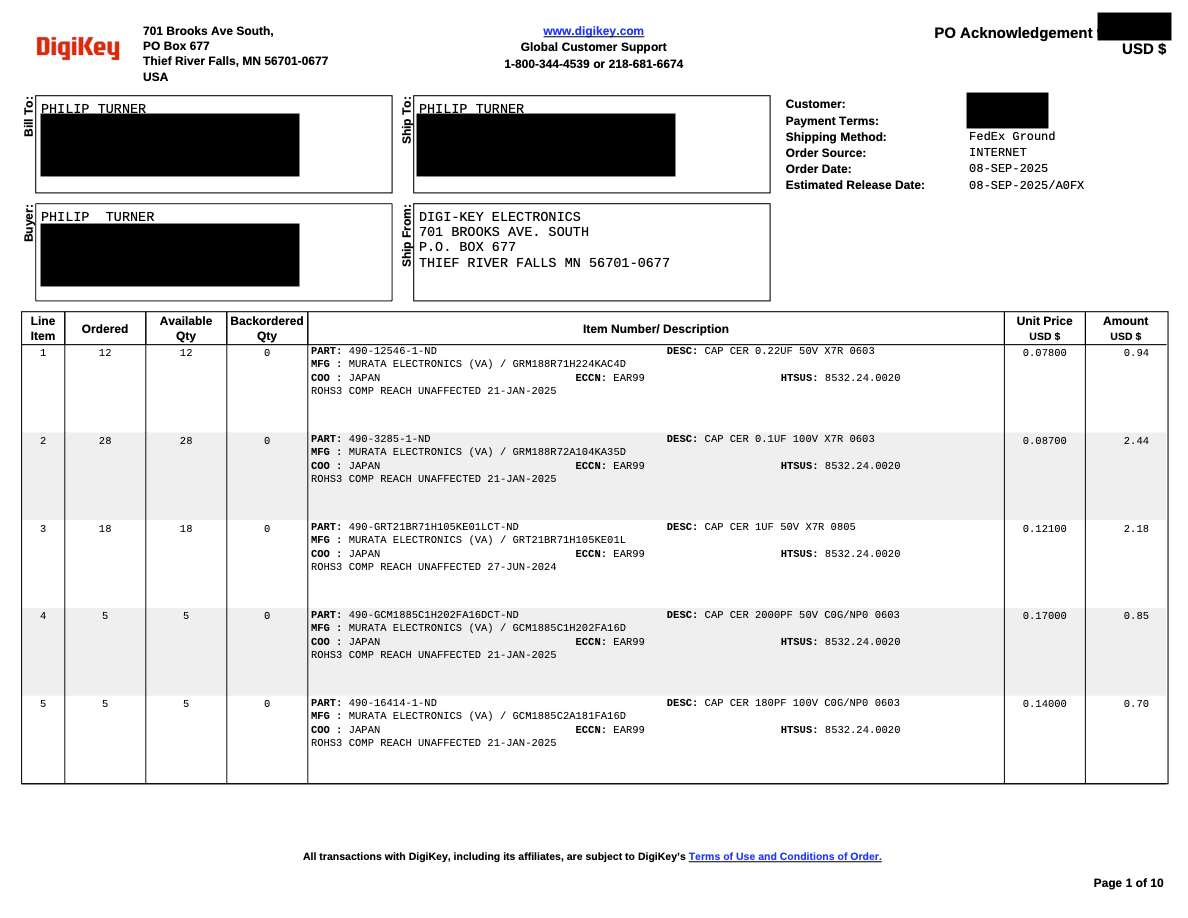 DigiKey
701 Brooks Ave South,
PO Box 677
Thief River Falls, MN 56701-0677
USA
www.digikey.com
Global Customer Support
1-800-344-4539 or 218-681-6674
PO Acknowledgement
USD $
Bill To:
PHILIP TURNER
Ship To:
PHILIP TURNER
Customer:
Payment Terms:
Shipping Method: FedEx Ground
Order Source: INTERNET
Order Date: 08-SEP-2025
Estimated Release Date: 08-SEP-2025/A0FX
Buyer:
PHILIP  TURNER
Ship From:
DIGI-KEY ELECTRONICS
701 BROOKS AVE. SOUTH
P.O. BOX 677
THIEF RIVER FALLS MN 56701-0677
Line Item Ordered Available Qty Backordered Qty Item Number/ Description Unit Price USD $ Amount USD $
1 12 12 0 PART: 490-12546-1-ND DESC: CAP CER 0.22UF 50V X7R 0603 0.07800 0.94
MFG : MURATA ELECTRONICS (VA) / GRM188R71H224KAC4D
COO : JAPAN ECCN: EAR99 HTSUS: 8532.24.0020
ROHS3 COMP REACH UNAFFECTED 21-JAN-2025
2 28 28 0 PART: 490-3285-1-ND DESC: CAP CER 0.1UF 100V X7R 0603 0.08700 2.44
MFG : MURATA ELECTRONICS (VA) / GRM188R72A104KA35D
COO : JAPAN ECCN: EAR99 HTSUS: 8532.24.0020
ROHS3 COMP REACH UNAFFECTED 21-JAN-2025
3 18 18 0 PART: 490-GRT21BR71H105KE01LCT-ND DESC: CAP CER 1UF 50V X7R 0805 0.12100 2.18
MFG : MURATA ELECTRONICS (VA) / GRT21BR71H105KE01L
COO : JAPAN ECCN: EAR99 HTSUS: 8532.24.0020
ROHS3 COMP REACH UNAFFECTED 27-JUN-2024
4 5 5 0 PART: 490-GCM1885C1H202FA16DCT-ND DESC: CAP CER 2000PF 50V C0G/NP0 0603 0.17000 0.85
MFG : MURATA ELECTRONICS (VA) / GCM1885C1H202FA16D
COO : JAPAN ECCN: EAR99 HTSUS: 8532.24.0020
ROHS3 COMP REACH UNAFFECTED 21-JAN-2025
5 5 5 0 PART: 490-16414-1-ND DESC: CAP CER 180PF 100V C0G/NP0 0603 0.14000 0.70
MFG : MURATA ELECTRONICS (VA) / GCM1885C2A181FA16D
COO : JAPAN ECCN: EAR99 HTSUS: 8532.24.0020
ROHS3 COMP REACH UNAFFECTED 21-JAN-2025
All transactions with DigiKey, including its affiliates, are subject to DigiKey's Terms of Use and Conditions of Order.
Page 1 of 10